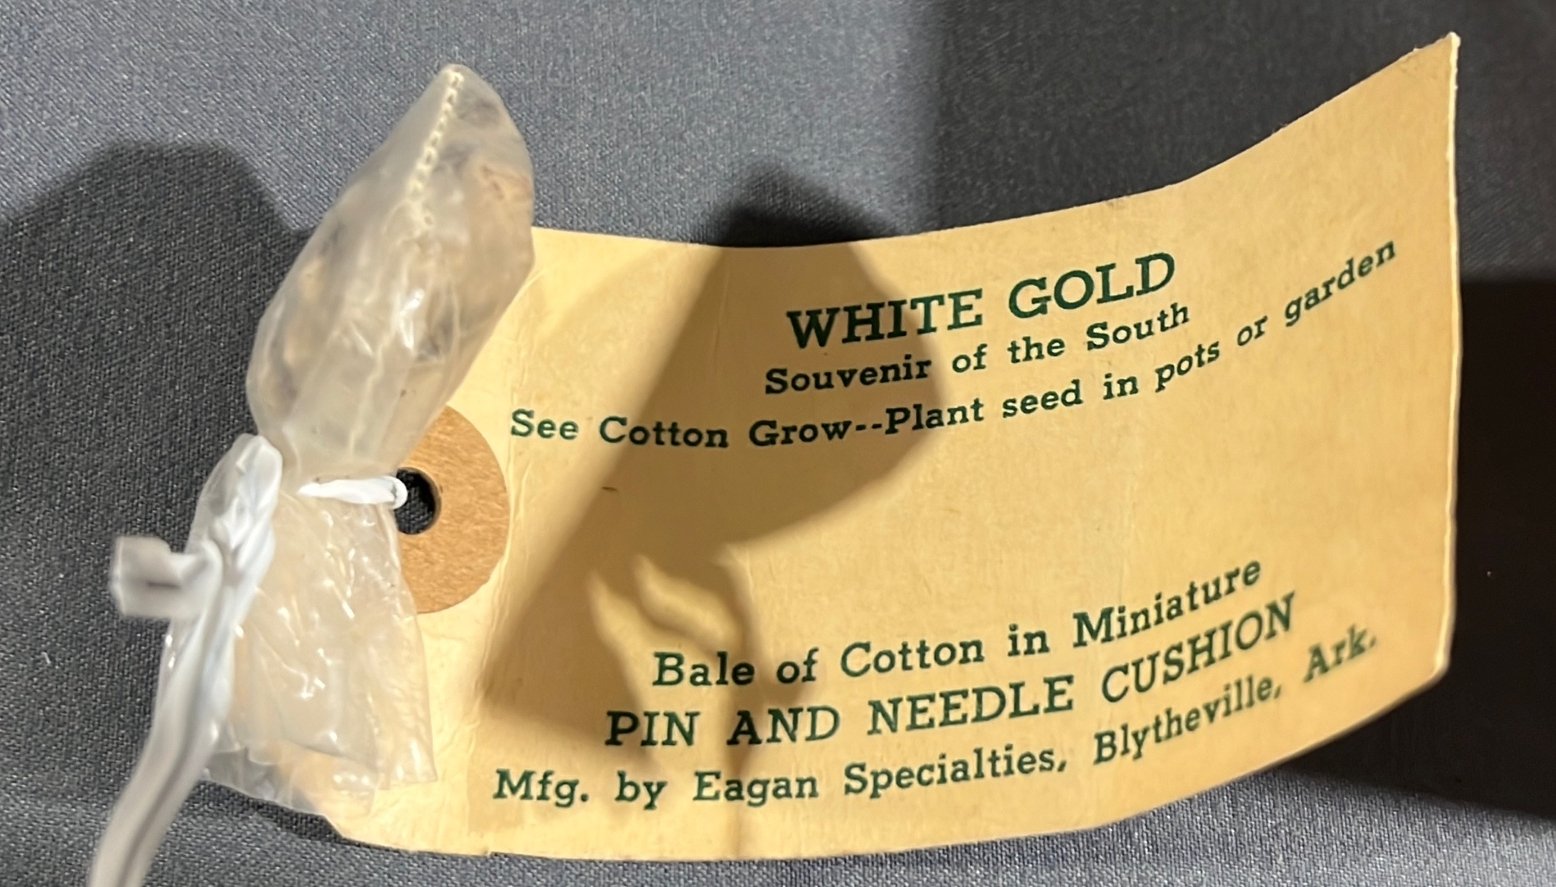 WHITE GOLD
Souvenir of the South
See Cotton Grow--Plant seed in pots or garden
Bale of Cotton in Miniature
PIN AND NEEDLE CUSHION
Mfg. by Eagan Specialties, Blytheville, Ark.